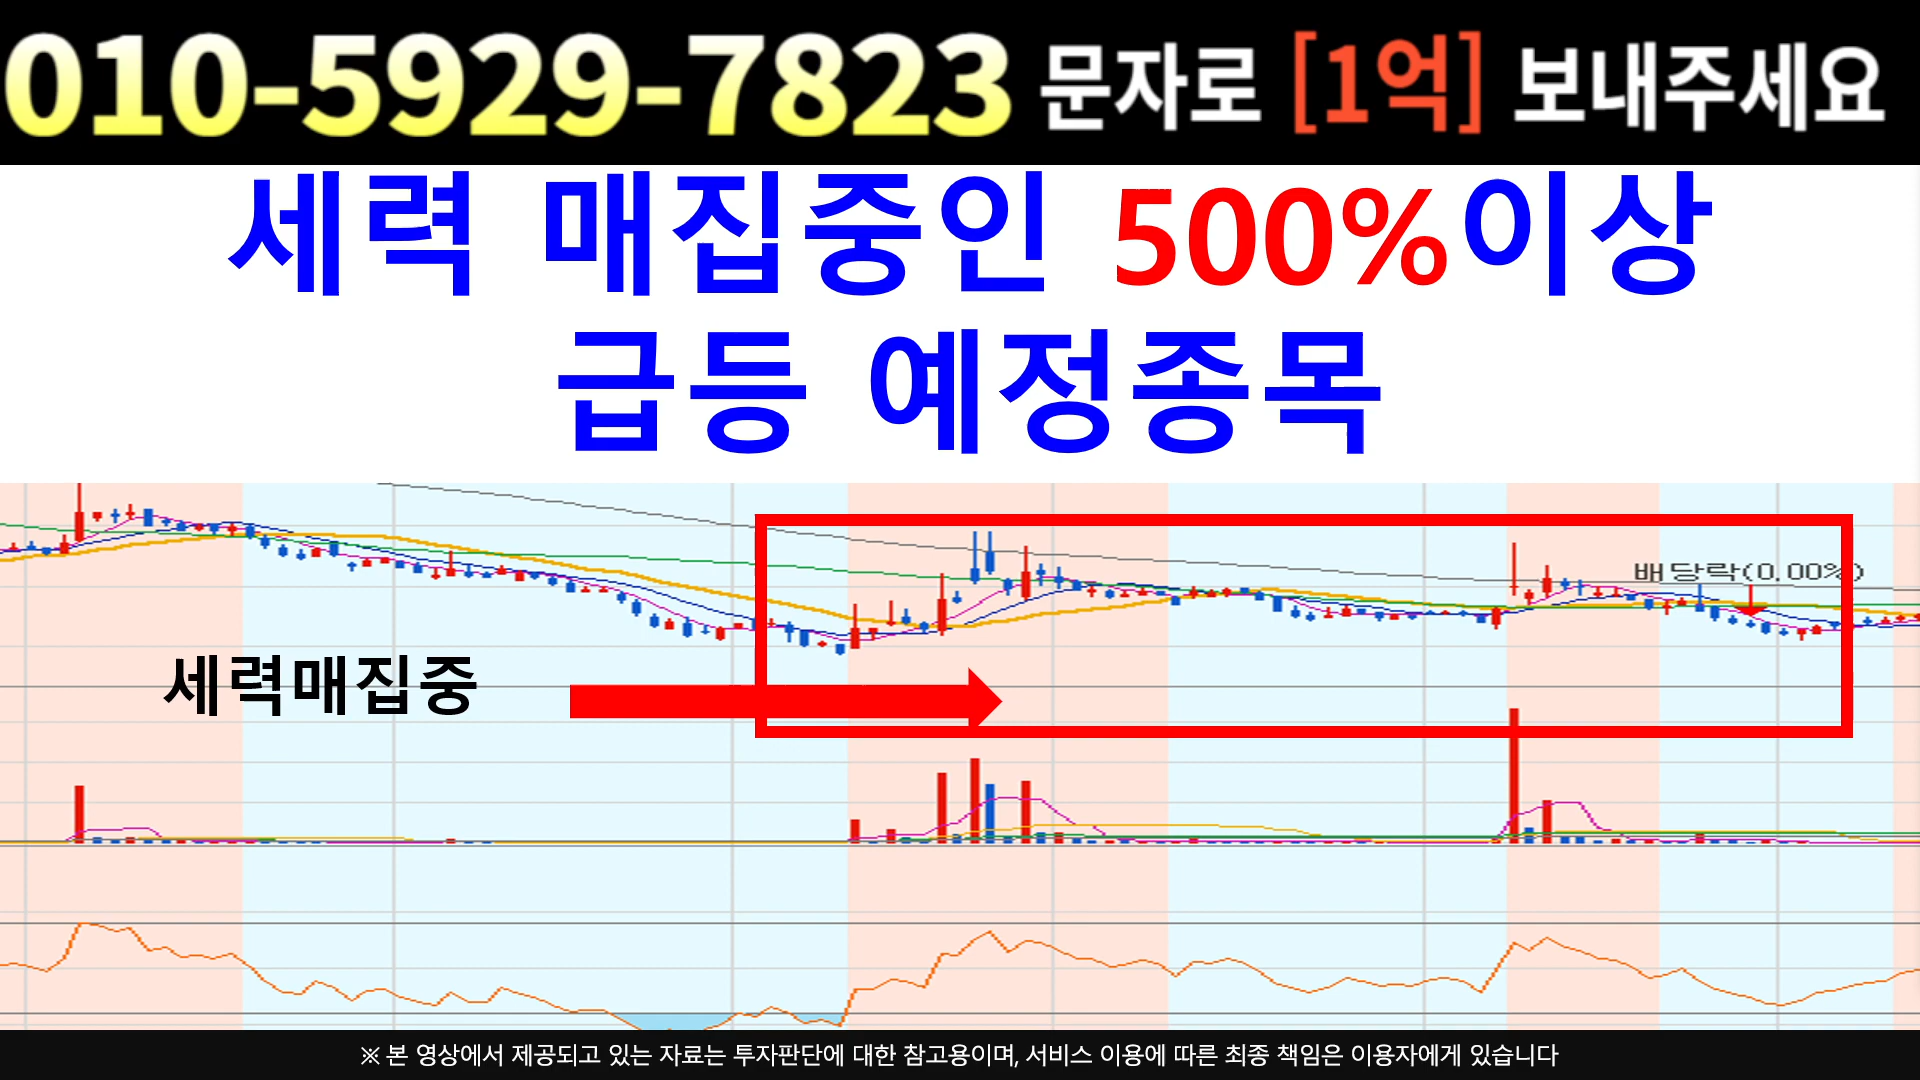 010-5929-7823 문자로 [1억] 보내주세요
세력 매집중인 500%이상
급등 예정종목
배당락(0.00%)
세력매집중
※ 본 영상에서 제공되고 있는 자료는 투자판단에 대한 참고용이며, 서비스 이용에 따른 최종 책임은 이용자에게 있습니다